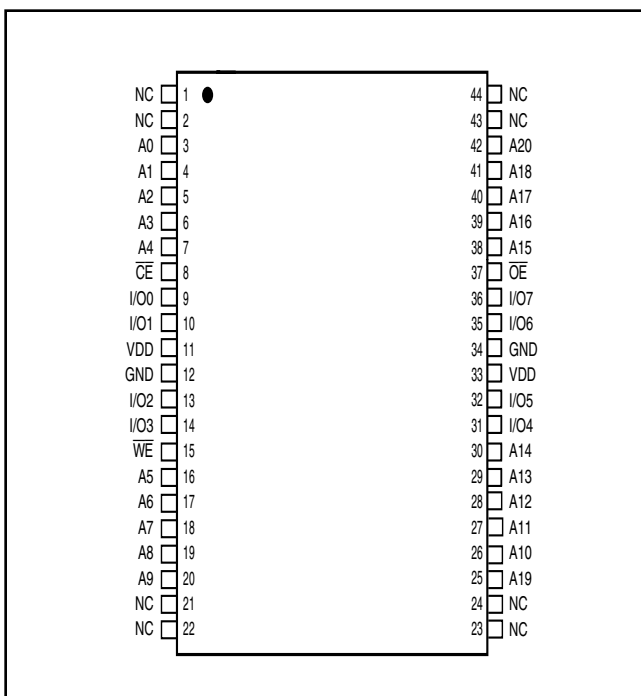 NC 1 44 NC
NC 2 43 NC
A0 3 42 A20
A1 4 41 A18
A2 5 40 A17
A3 6 39 A16
A4 7 38 A15
C̅E̅ 8 37 O̅E̅
I/O0 9 36 I/O7
I/O1 10 35 I/O6
VDD 11 34 GND
GND 12 33 VDD
I/O2 13 32 I/O5
I/O3 14 31 I/O4
W̅E̅ 15 30 A14
A5 16 29 A13
A6 17 28 A12
A7 18 27 A11
A8 19 26 A10
A9 20 25 A19
NC 21 24 NC
NC 22 23 NC